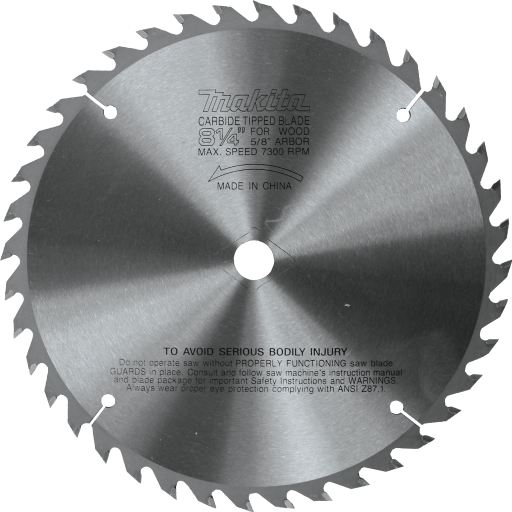 Makita
CARBIDE TIPPED BLADE
8¼" FOR WOOD
5/8" ARBOR
MAX. SPEED 7300 RPM
MADE IN CHINA
TO AVOID SERIOUS BODILY INJURY
Do not operate saw without PROPERLY FUNCTIONING saw blade
GUARDS in place. Consult and follow saw machine's instruction manual
and blade package for important Safety Instructions and WARNINGS.
Always wear proper eye protection complying with ANSI Z87.1.